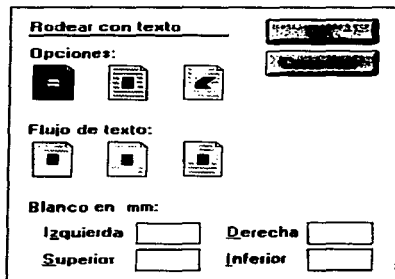 Rodear con texto
Opciones:
Flujo de texto:
Blanco en mm:
Izquierda Derecha
Superior Inferior